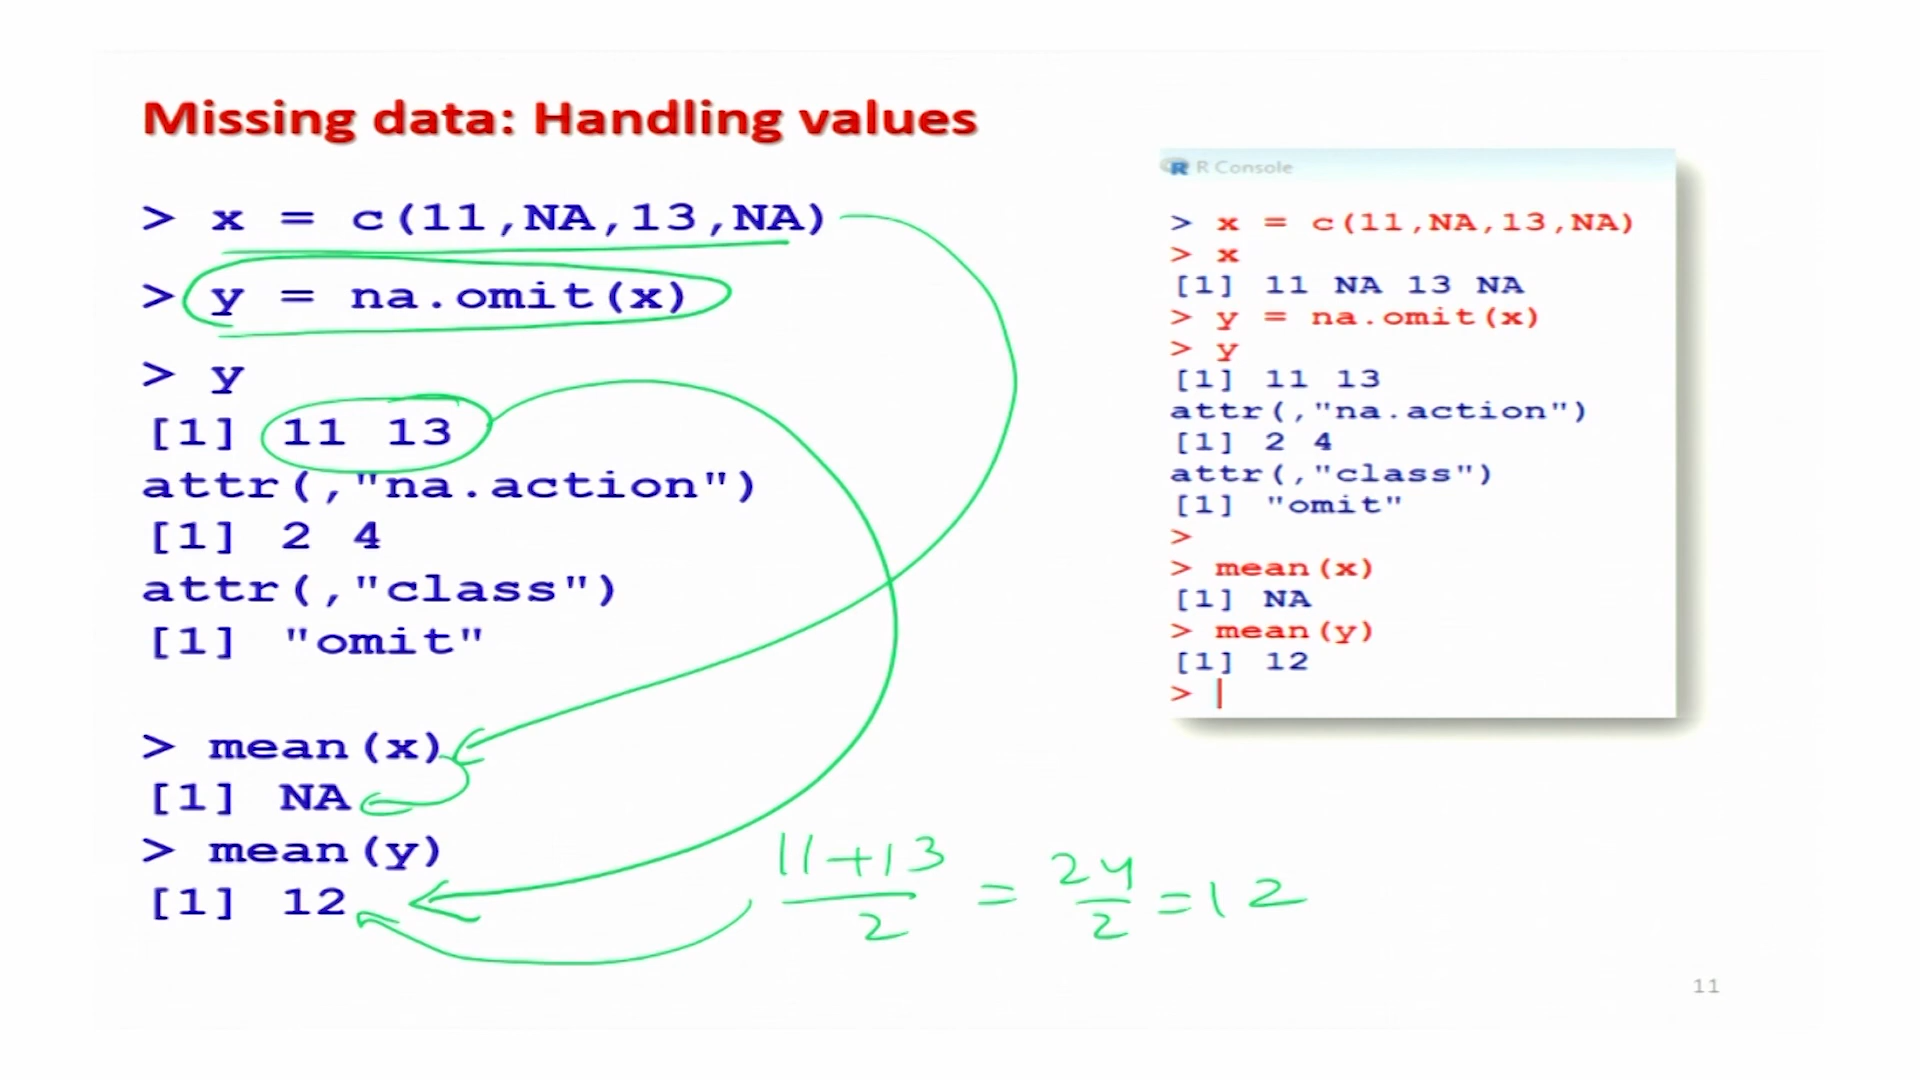 Missing data: Handling values
> x = c(11,NA,13,NA)
> y = na.omit(x)
> y
[1] 11 13
attr(,"na.action")
[1] 2 4
attr(,"class")
[1] "omit"
> mean(x)
[1] NA
> mean(y)
[1] 12
11+13
2
=
24
2
=12
R Console
> x = c(11,NA,13,NA)
> x
[1] 11 NA 13 NA
> y = na.omit(x)
> y
[1] 11 13
attr(,"na.action")
[1] 2 4
attr(,"class")
[1] "omit"
>
> mean(x)
[1] NA
> mean(y)
[1] 12
>
11